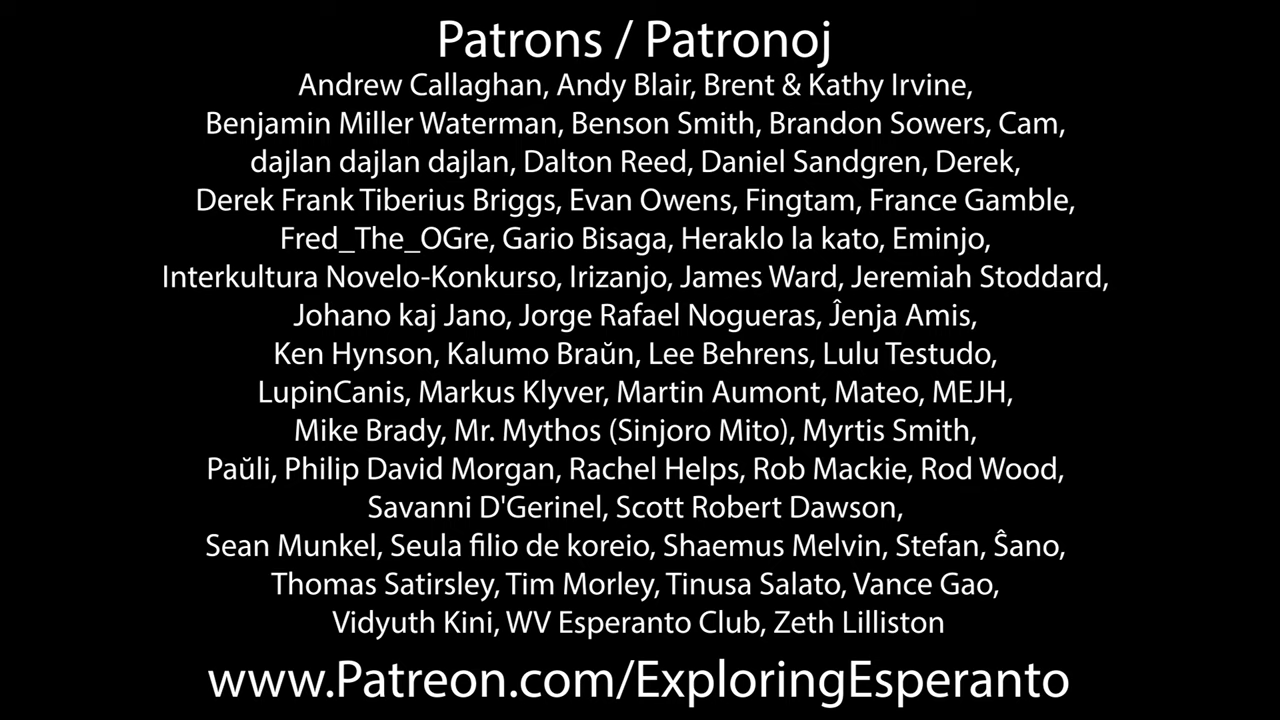 Patrons / Patronoj
Andrew Callaghan, Andy Blair, Brent & Kathy Irvine,
Benjamin Miller Waterman, Benson Smith, Brandon Sowers, Cam,
dajlan dajlan dajlan, Dalton Reed, Daniel Sandgren, Derek,
Derek Frank Tiberius Briggs, Evan Owens, Fingtam, France Gamble,
Fred_The_OGre, Gario Bisaga, Heraklo la kato, Eminjo,
Interkultura Novelo-Konkurso, Irizanjo, James Ward, Jeremiah Stoddard,
Johano kaj Jano, Jorge Rafael Nogueras, Ĵenja Amis,
Ken Hynson, Kalumo Braŭn, Lee Behrens, Lulu Testudo,
LupinCanis, Markus Klyver, Martin Aumont, Mateo, MEJH,
Mike Brady, Mr. Mythos (Sinjoro Mito), Myrtis Smith,
Paŭli, Philip David Morgan, Rachel Helps, Rob Mackie, Rod Wood,
Savanni D'Gerinel, Scott Robert Dawson,
Sean Munkel, Seula filio de koreio, Shaemus Melvin, Stefan, Ŝano,
Thomas Satirsley, Tim Morley, Tinusa Salato, Vance Gao,
Vidyuth Kini, WV Esperanto Club, Zeth Lilliston
www.Patreon.com/ExploringEsperanto